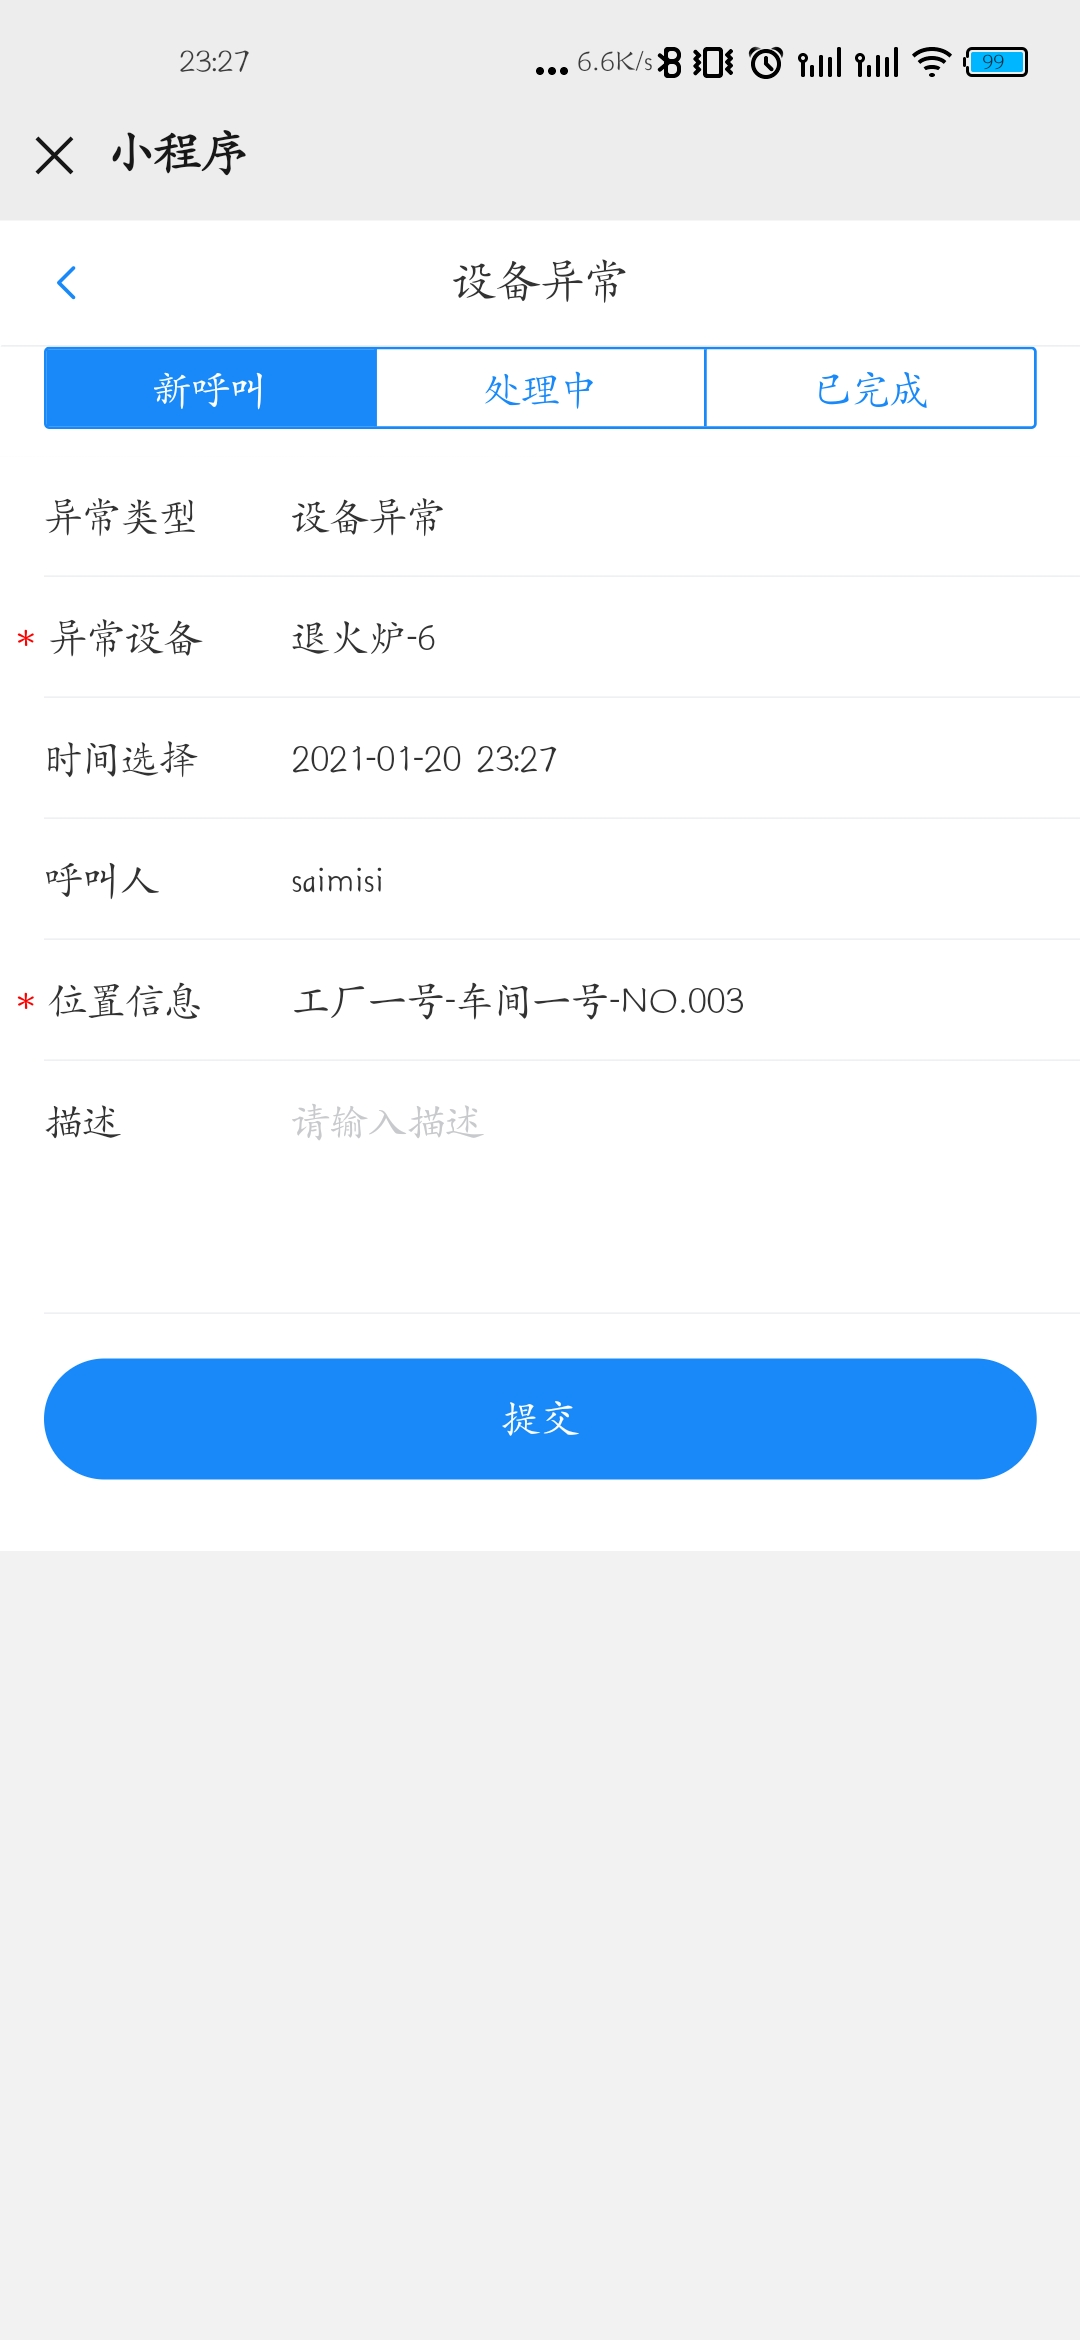 23:27 ... 6.6K/s 99
小程序
设备异常
新呼叫 处理中 已完成
异常类型 设备异常
* 异常设备 退火炉-6
时间选择 2021-01-20 23:27
呼叫人 saimisi
* 位置信息 工厂一号-车间一号-NO.003
描述 请输入描述
提交